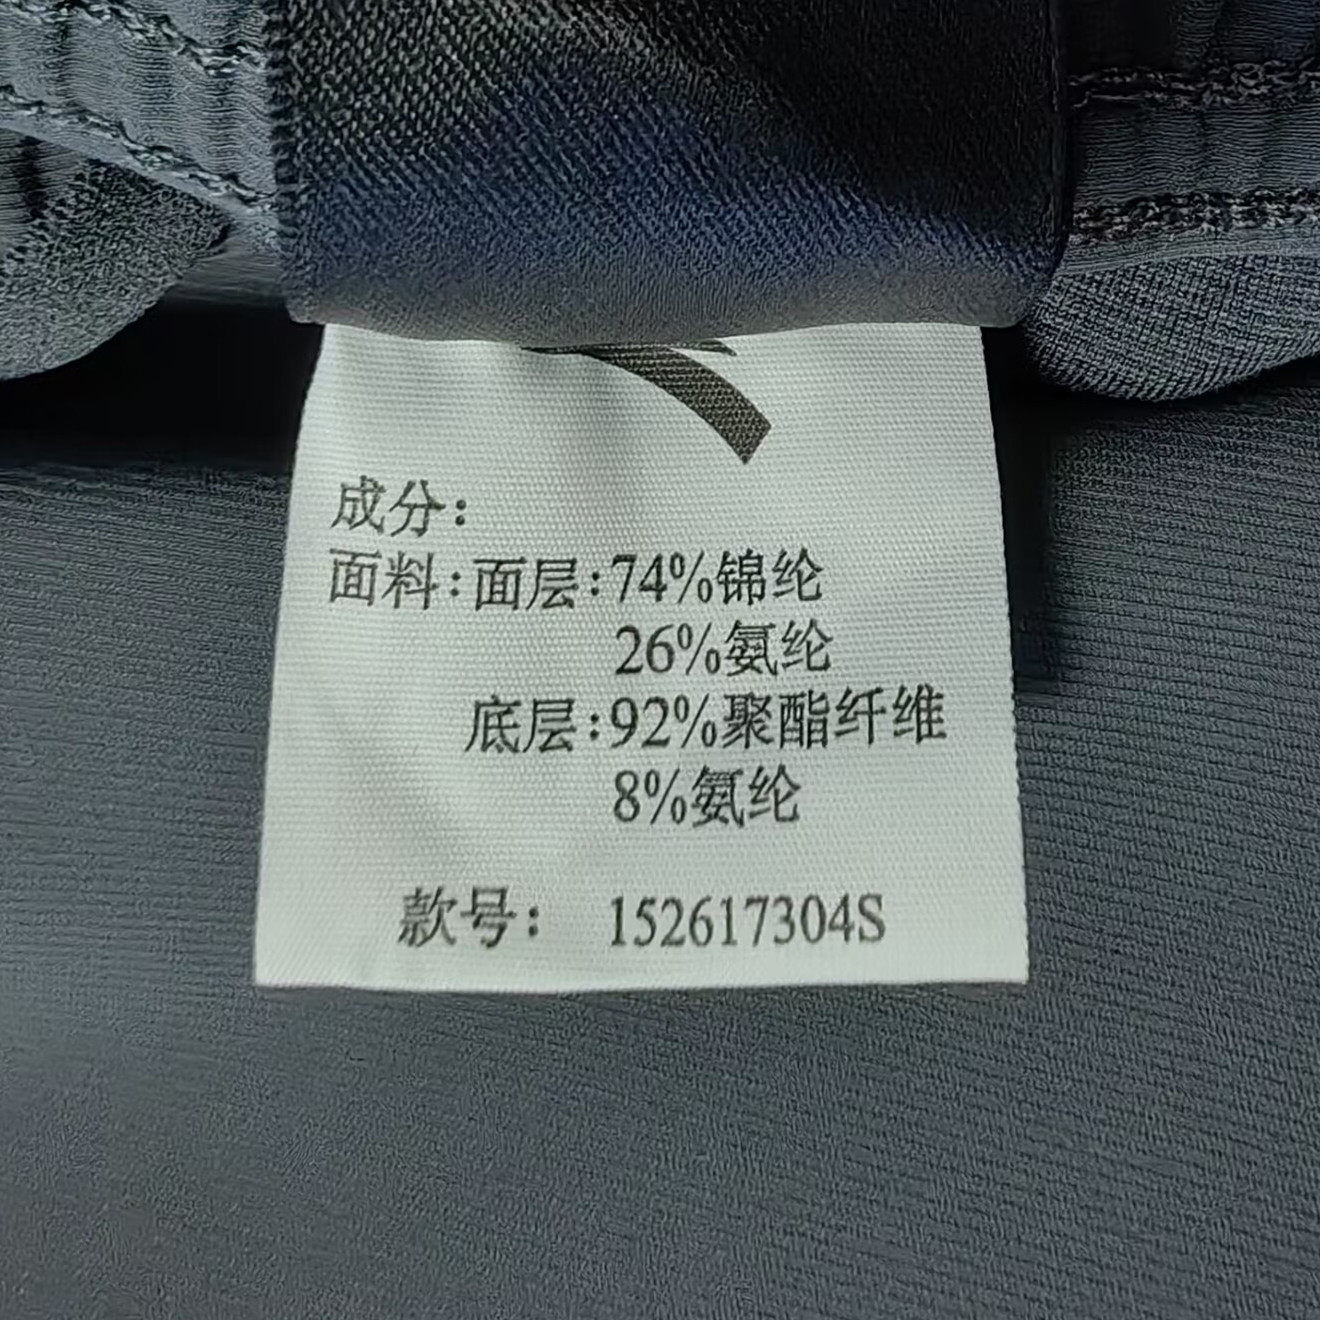 成分：
面料：面层：74%锦纶
26%氨纶
底层：92%聚酯纤维
8%氨纶
款号： 152617304S